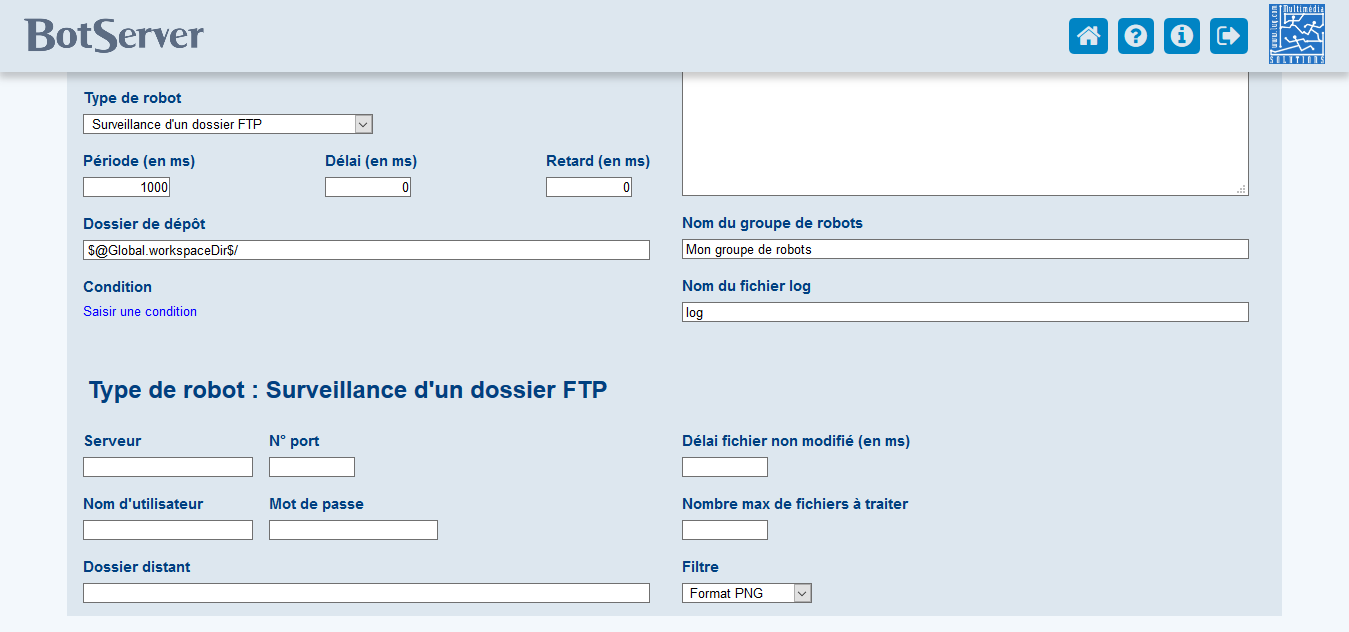 BotServer
Multimédia
SOLUTIONS
Type de robot
Surveillance d'un dossier FTP
Période (en ms)
Délai (en ms)
Retard (en ms)
1000
0
0
Dossier de dépôt
Nom du groupe de robots
$@Global.workspaceDir$/
Mon groupe de robots
Condition
Nom du fichier log
Saisir une condition
log
Type de robot : Surveillance d'un dossier FTP
Serveur
N° port
Délai fichier non modifié (en ms)
Nom d'utilisateur
Mot de passe
Nombre max de fichiers à traiter
Dossier distant
Filtre
Format PNG